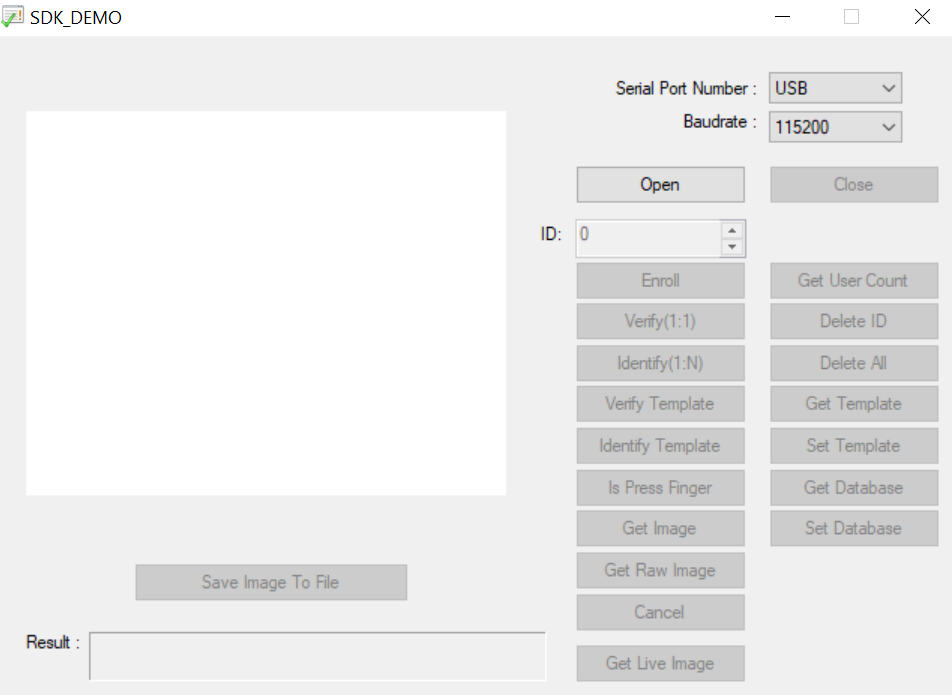 SDK_DEMO
Serial Port Number : USB
Baudrate : 115200
Open Close
ID: 0
Enroll Get User Count
Verify(1:1) Delete ID
Identify(1:N) Delete All
Verify Template Get Template
Identify Template Set Template
Is Press Finger Get Database
Get Image Set Database
Get Raw Image
Save Image To File
Cancel
Result :
Get Live Image